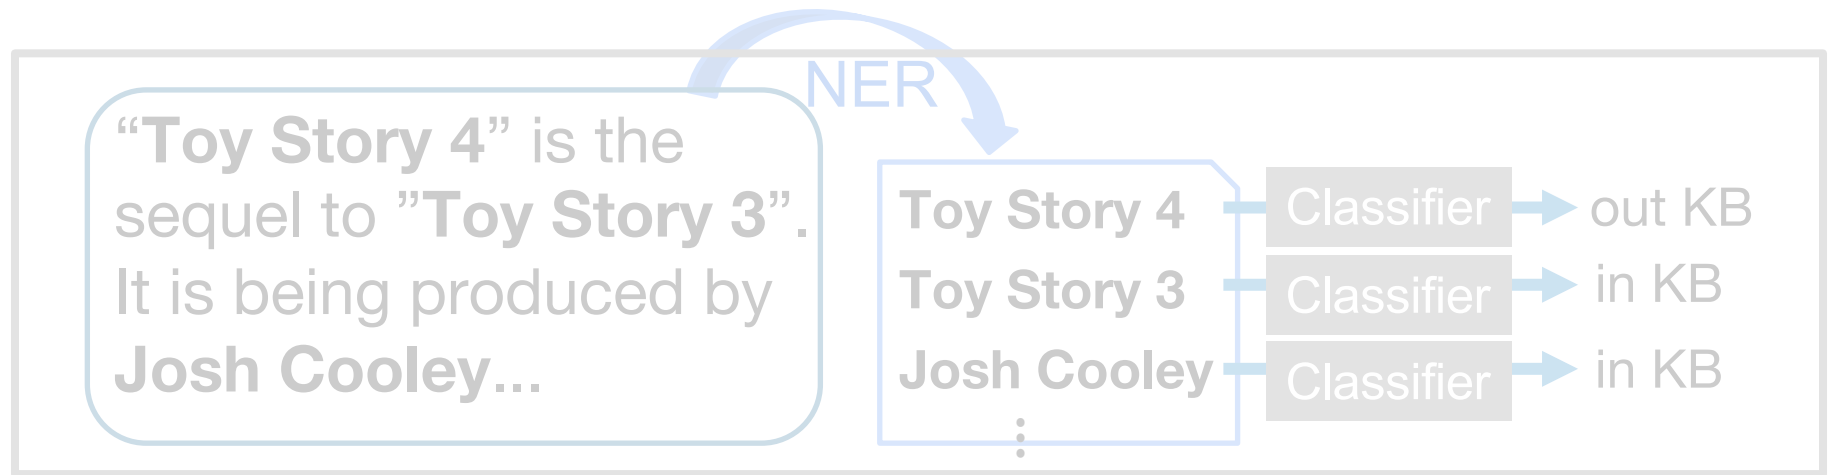 NER
“Toy Story 4” is the
sequel to ”Toy Story 3”.
It is being produced by
Josh Cooley...
Toy Story 4
Classifier
out KB
Toy Story 3
Classifier
in KB
Josh Cooley
Classifier
in KB